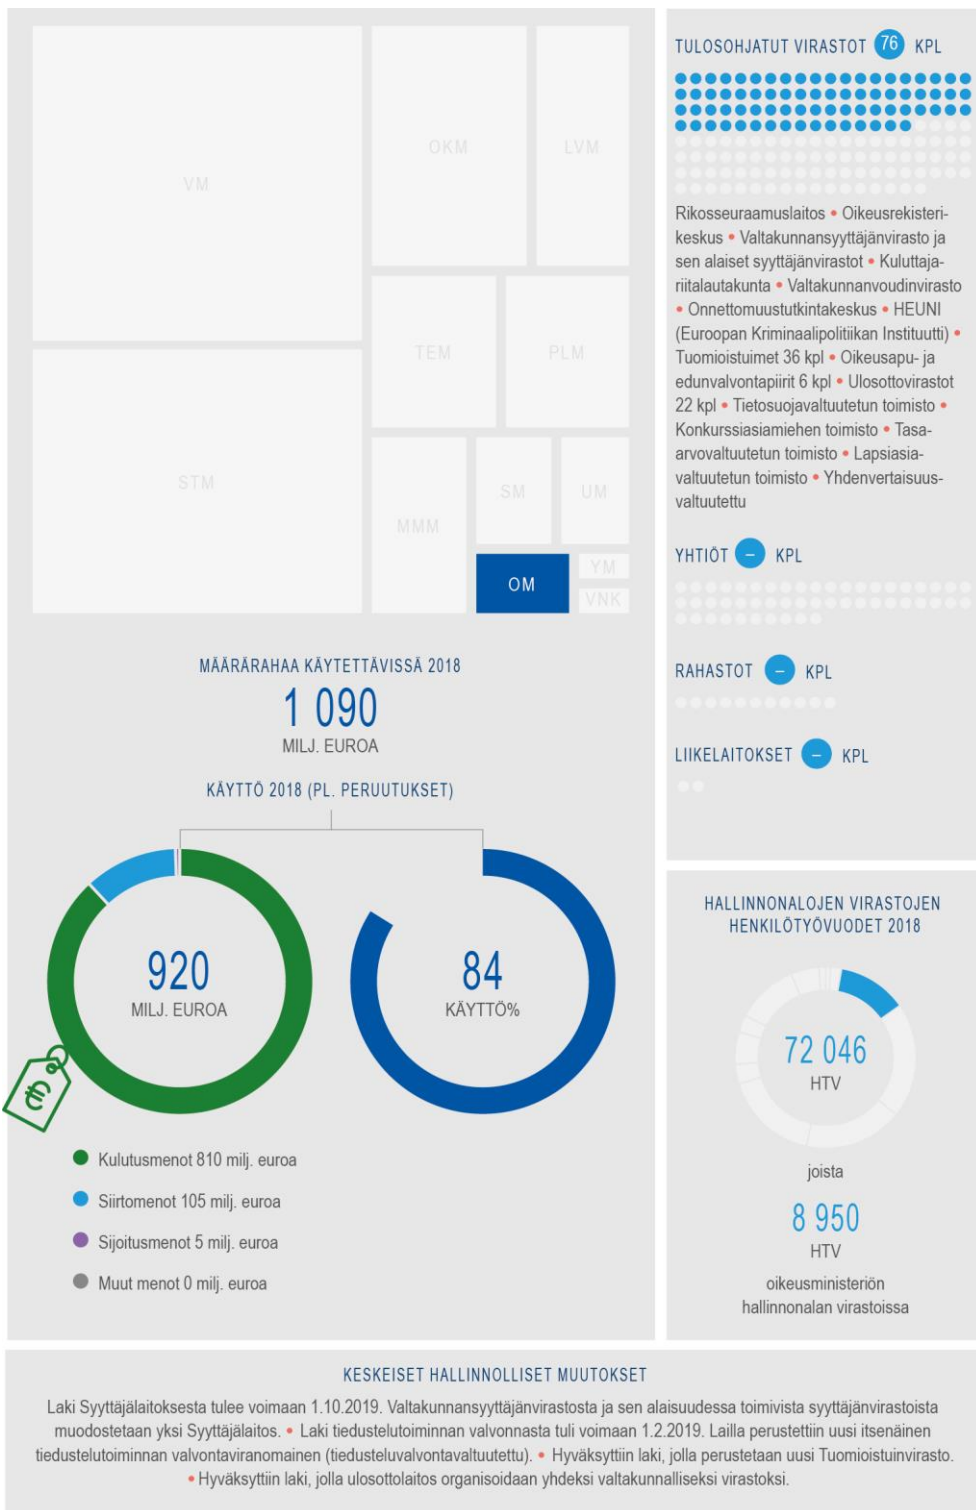 VM
OKM
LVM
TEM
PLM
STM
MMM
SM
UM
OM
YM
VNK
MÄÄRÄRAHAA KÄYTETTÄVISSÄ 2018
1 090
MILJ. EUROA
KÄYTTÖ 2018 (PL. PERUUTUKSET)
920
MILJ. EUROA
84
KÄYTTÖ%
€
Kulutusmenot 810 milj. euroa
Siirtomenot 105 milj. euroa
Sijoitusmenot 5 milj. euroa
Muut menot 0 milj. euroa
TULOSOHJATUT VIRASTOT 76 KPL
Rikosseuraamuslaitos • Oikeusrekisteri-
keskus • Valtakunnansyyttäjänvirasto ja
sen alaiset syyttäjänvirastot • Kuluttaja-
riitalautakunta • Valtakunnanvoudinvirasto
• Onnettomuustutkintakeskus • HEUNI
(Euroopan Kriminaalipolitiikan Instituutti) •
Tuomioistuimet 36 kpl • Oikeusapu- ja
edunvalvontapiirit 6 kpl • Ulosottovirastot
22 kpl • Tietosuojavaltuutetun toimisto •
Konkurssiasiamiehen toimisto • Tasa-
arvovaltuutetun toimisto • Lapsiasia-
valtuutetun toimisto • Yhdenvertaisuus-
valtuutettu
YHTIÖT – KPL
RAHASTOT – KPL
LIIKELAITOKSET – KPL
HALLINNONALOJEN VIRASTOJEN
HENKILÖTYÖVUODET 2018
72 046
HTV
joista
8 950
HTV
oikeusministeriön
hallinnonalan virastoissa
KESKEISET HALLINNOLLISET MUUTOKSET
Laki Syyttäjälaitoksesta tulee voimaan 1.10.2019. Valtakunnansyyttäjänvirastosta ja sen alaisuudessa toimivista syyttäjänvirastoista
muodostetaan yksi Syyttäjälaitos. • Laki tiedustelutoiminnan valvonnasta tuli voimaan 1.2.2019. Lailla perustettiin uusi itsenäinen
tiedustelutoiminnan valvontaviranomainen (tiedusteluvalvontavaltuutettu). • Hyväksyttiin laki, jolla perustetaan uusi Tuomioistuinvirasto.
• Hyväksyttiin laki, jolla ulosottolaitos organisoidaan yhdeksi valtakunnalliseksi virastoksi.